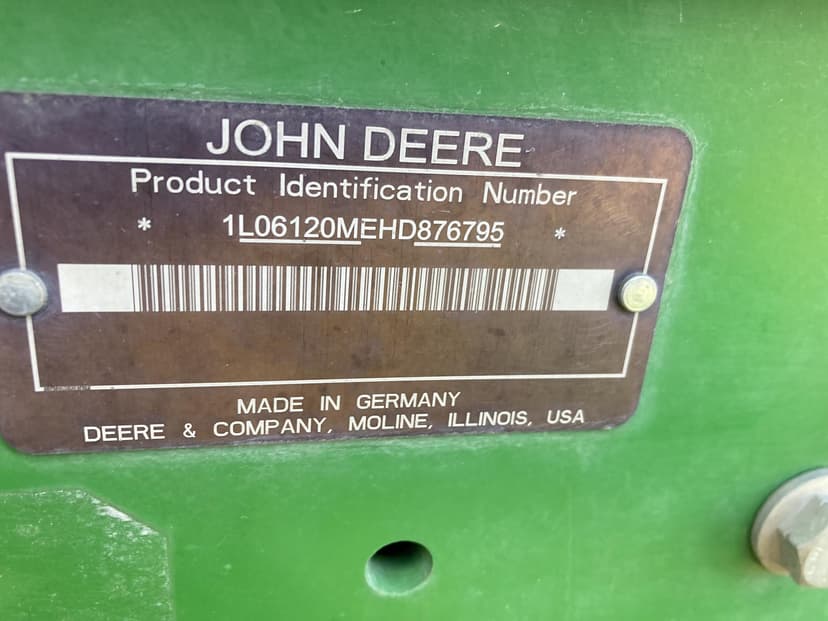 JOHN DEERE
Product Identification Number
* 1L06120MEHD876795 *
MADE IN GERMANY
DEERE & COMPANY, MOLINE, ILLINOIS, USA